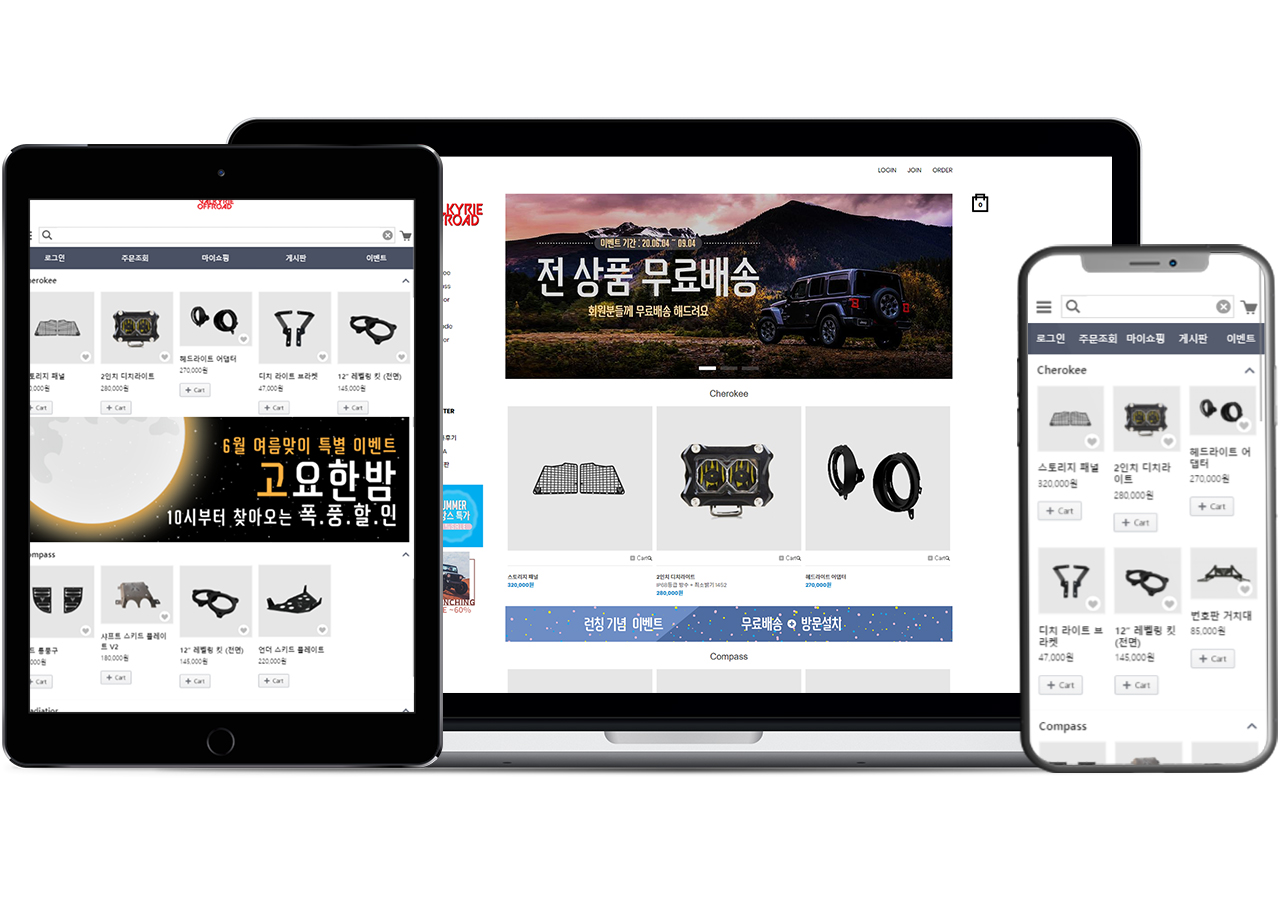 VALKYRIE
OFFROAD
로그인 주문조회 마이쇼핑 게시판 이벤트
herokee
토리지 패널
320,000원
Cart
2인치 디치라이트
280,000원
+ Cart
헤드라이트 어댑터
270,000원
+ Cart
디치 라이트 브라켓
47,000원
+ Cart
12" 레벨링 킷 (전면)
145,000원
+ Cart
6월 여름맞이 특별 이벤트
고요한밤
10시부터 찾아오는 폭.풍.할.인
ompass
Cart
샤프트 스키드 플레이
트 V2
180,000원
+ Cart
12" 레벨링 킷 (전면)
145,000원
+ Cart
언더 스키드 플레이트
220,000원
+ Cart
LOGIN JOIN ORDER
0
KYRIE
ROAD
이벤트 기간 : 20.06.04 ~ 09.04
전 상품 무료배송
회원분들께 무료배송 해드려요
TER
UMMER
스 특가
NCHING
E ~60%
Cherokee
Cart
스토리지 패널
320,000원
Cart
2인치 디치라이트
IP68등급 방수 + 최소밝기 1452
280,000원
Cart
헤드라이트 어댑터
270,000원
런칭 기념 이벤트 무료배송 + 방문설치
Compass
로그인 주문조회 마이쇼핑 게시판 이벤트
Cherokee
스토리지 패널
320,000원
+ Cart
2인치 디치라
이트
280,000원
+ Cart
헤드라이트 어
댑터
270,000원
+ Cart
디치 라이트 브
라켓
47,000원
+ Cart
12" 레벨링 킷
(전면)
145,000원
+ Cart
번호판 거치대
85,000원
+ Cart
Compass